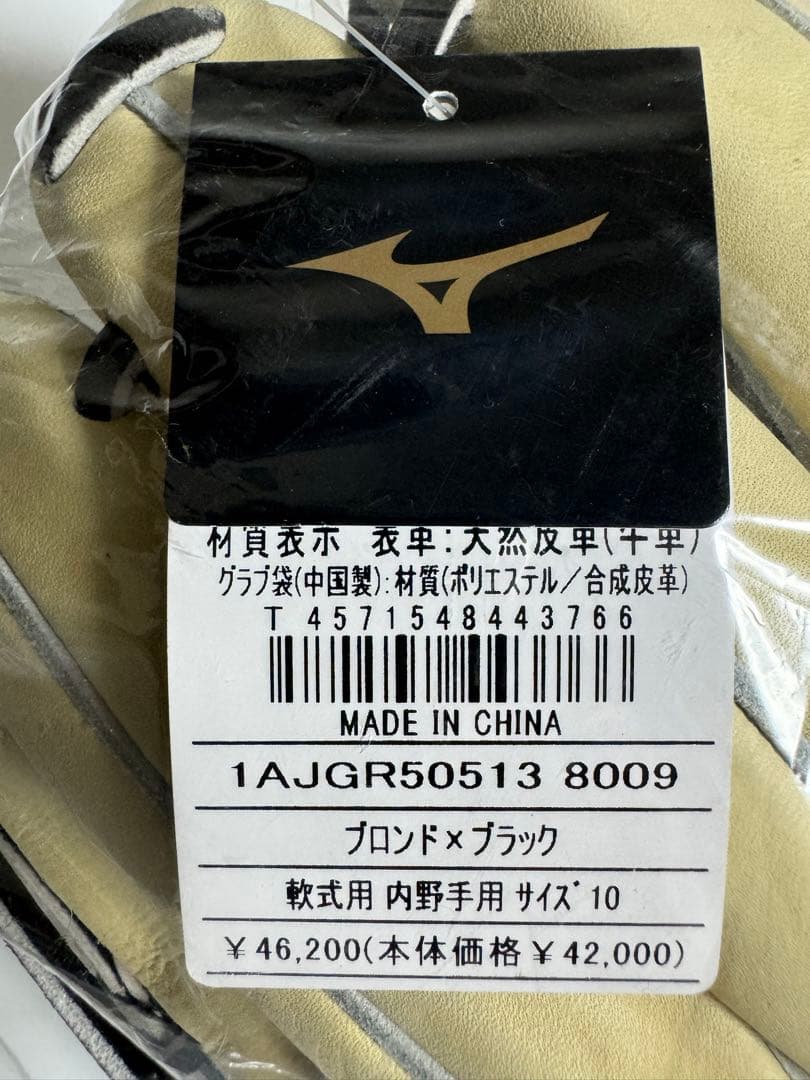 材質表示 表革:天然皮革(牛革)
グラブ袋(中国製):材質(ポリエステル/合成皮革)
T 4571548443766
MADE IN CHINA
1AJGR50513 8009
ブロンド×ブラック
軟式用 内野手用 サイズ 10
¥46,200(本体価格¥42,000)